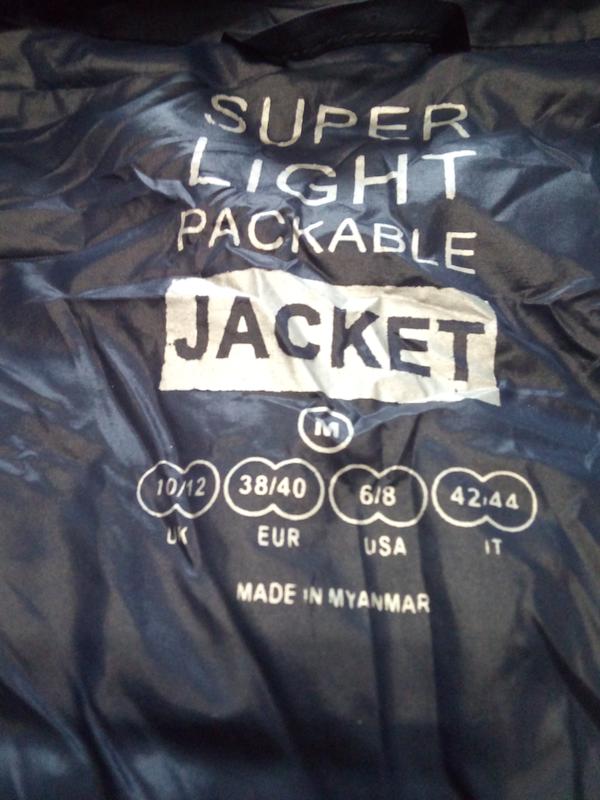 SUPER
LIGHT
PACKABLE
JACKET
M
10/12 38/40 6/8 42/44
UK EUR USA IT
MADE IN MYANMAR